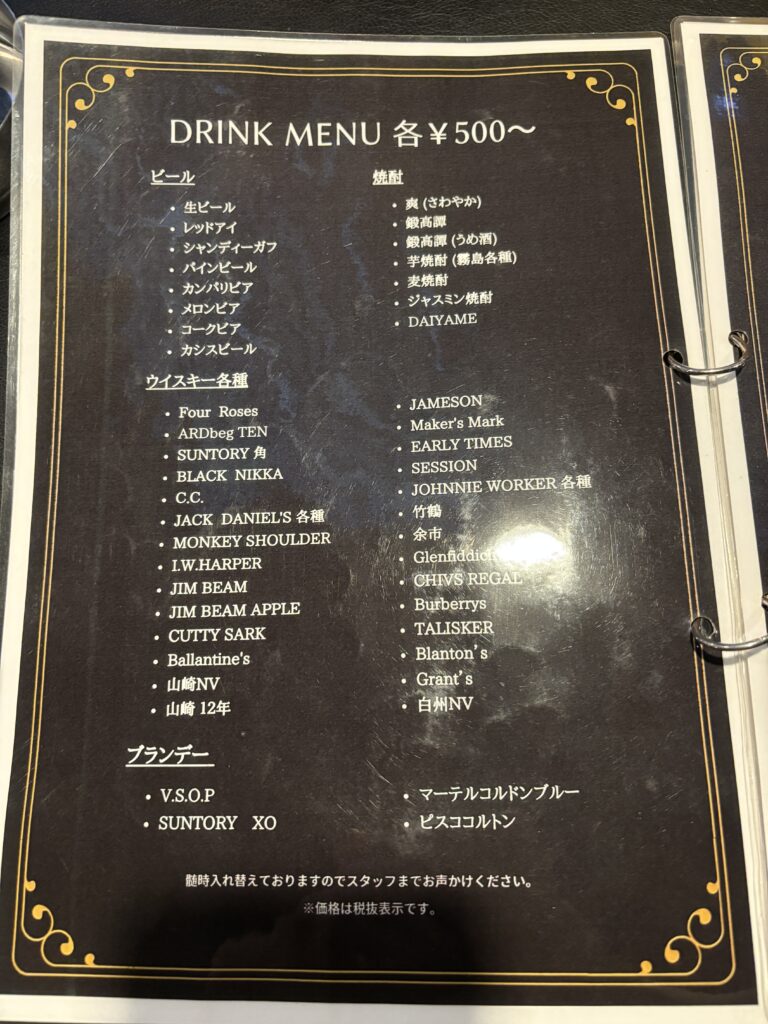 DRINK MENU 各￥500〜
ビール
生ビール
レッドアイ
シャンディーガフ
パインビール
カンパリビア
メロンビア
コークビア
カシスビール
焼酎
爽 (さわやか)
鍛高譚
鍛高譚 (うめ酒)
芋焼酎 (霧島各種)
麦焼酎
ジャスミン焼酎
DAIYAME
ウイスキー各種
Four Roses
ARDbeg TEN
SUNTORY 角
BLACK NIKKA
C.C.
JACK DANIEL'S 各種
MONKEY SHOULDER
I.W.HARPER
JIM BEAM
JIM BEAM APPLE
CUTTY SARK
Ballantine's
山崎NV
山崎 12年
JAMESON
Maker's Mark
EARLY TIMES
SESSION
JOHNNIE WORKER 各種
竹鶴
余市
Glenfiddich
CHIVS REGAL
Burberrys
TALISKER
Blanton’s
Grant’s
白州NV
ブランデー
V.S.O.P
SUNTORY XO
マーテルコルドンブルー
ピスココルトン
髄時入れ替えておりますのでスタッフまでお声かけください。
※価格は税抜表示です。